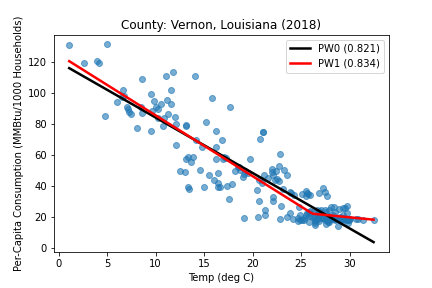 County: Vernon, Louisiana (2018)
Per-Capita Consumption (MMBtu/1000 Households)
120
100
80
60
40
20
0
PW0 (0.821)
PW1 (0.834)
0 5 10 15 20 25 30
Temp (deg C)